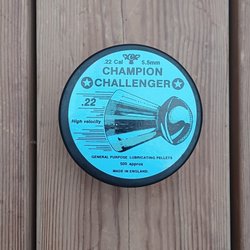 .22 Cal 5.5mm
CHAMPION
CHALLENGER
.22
High velocity
GENERAL PURPOSE LUBRICATING PELLETS
500 approx
MADE IN ENGLAND